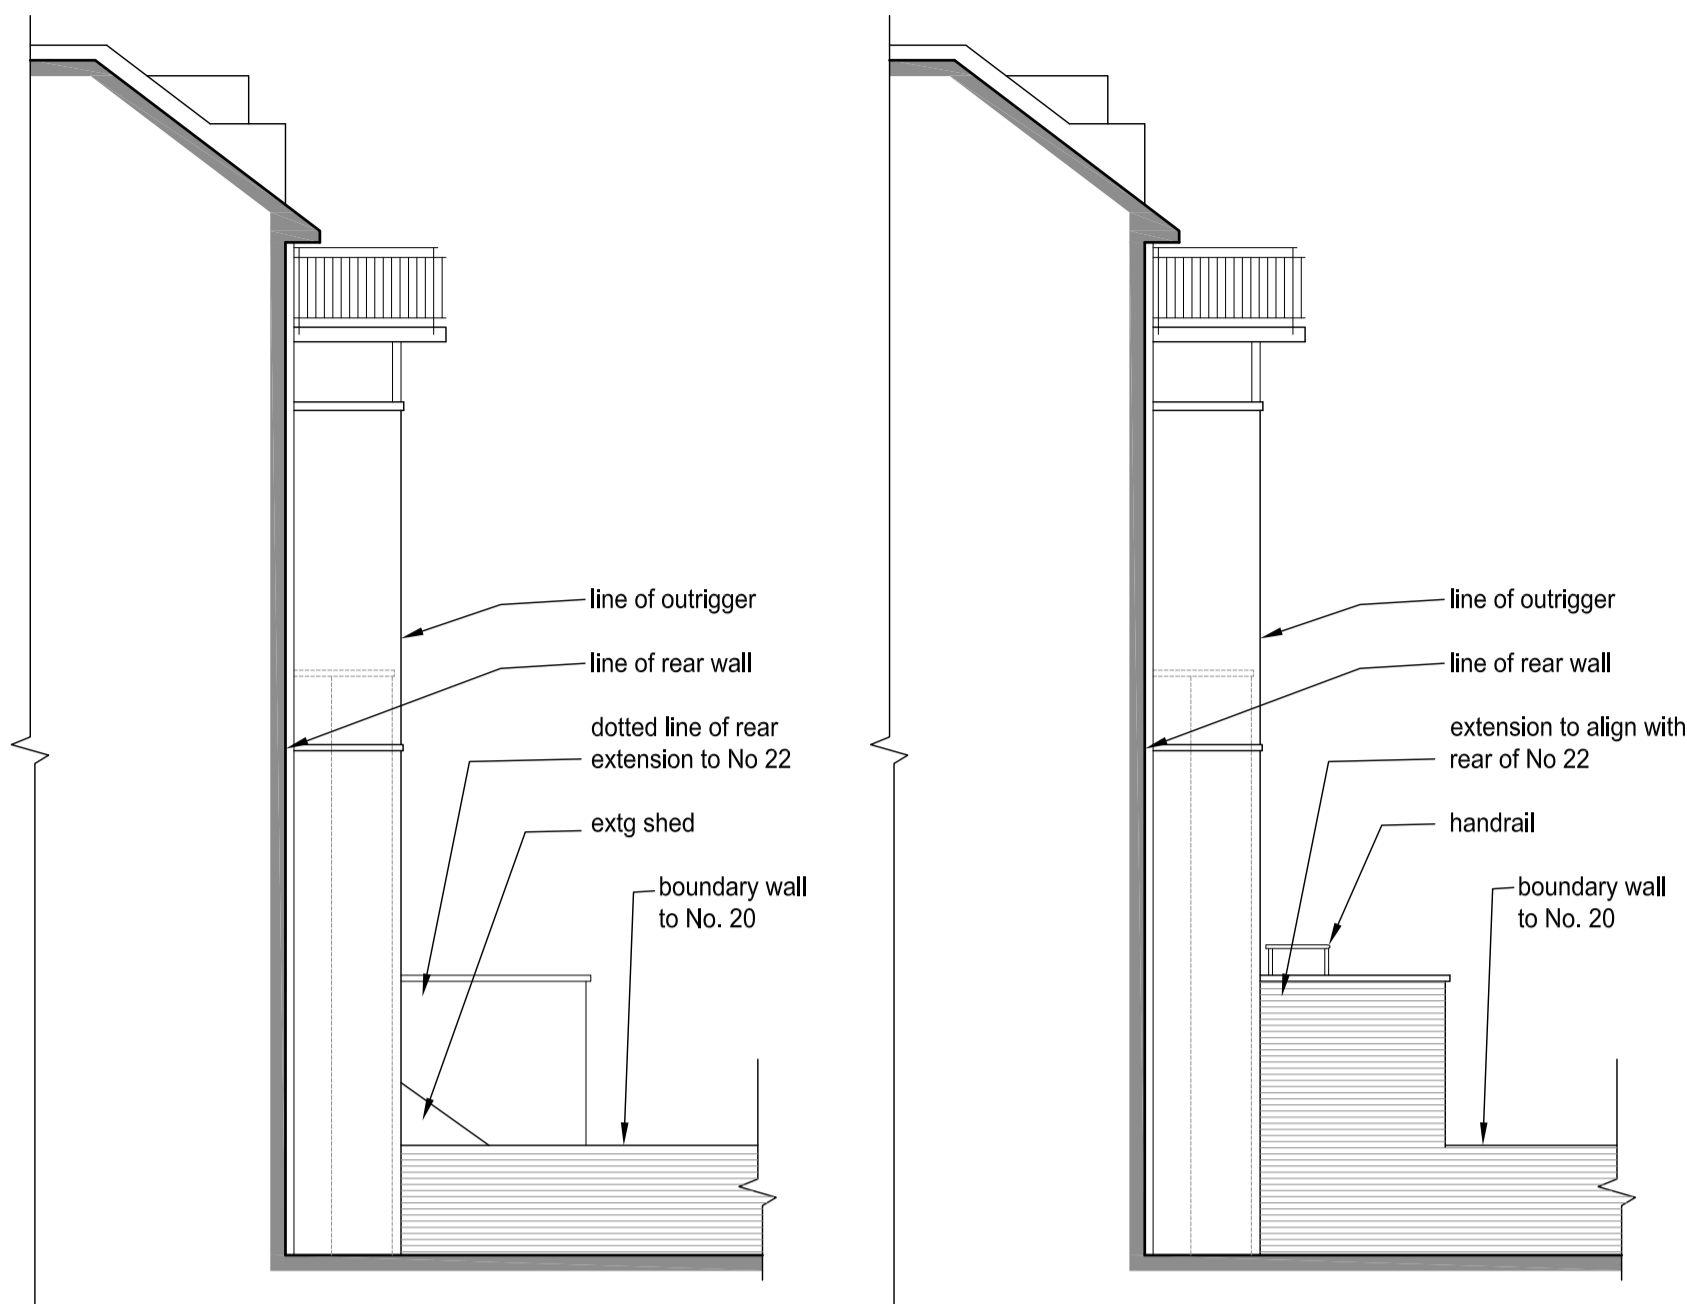 line of outrigger
line of rear wall
dotted line of rear
extension to No 22
extg shed
boundary wall
to No. 20
line of outrigger
line of rear wall
extension to align with
rear of No 22
handrail
boundary wall
to No. 20